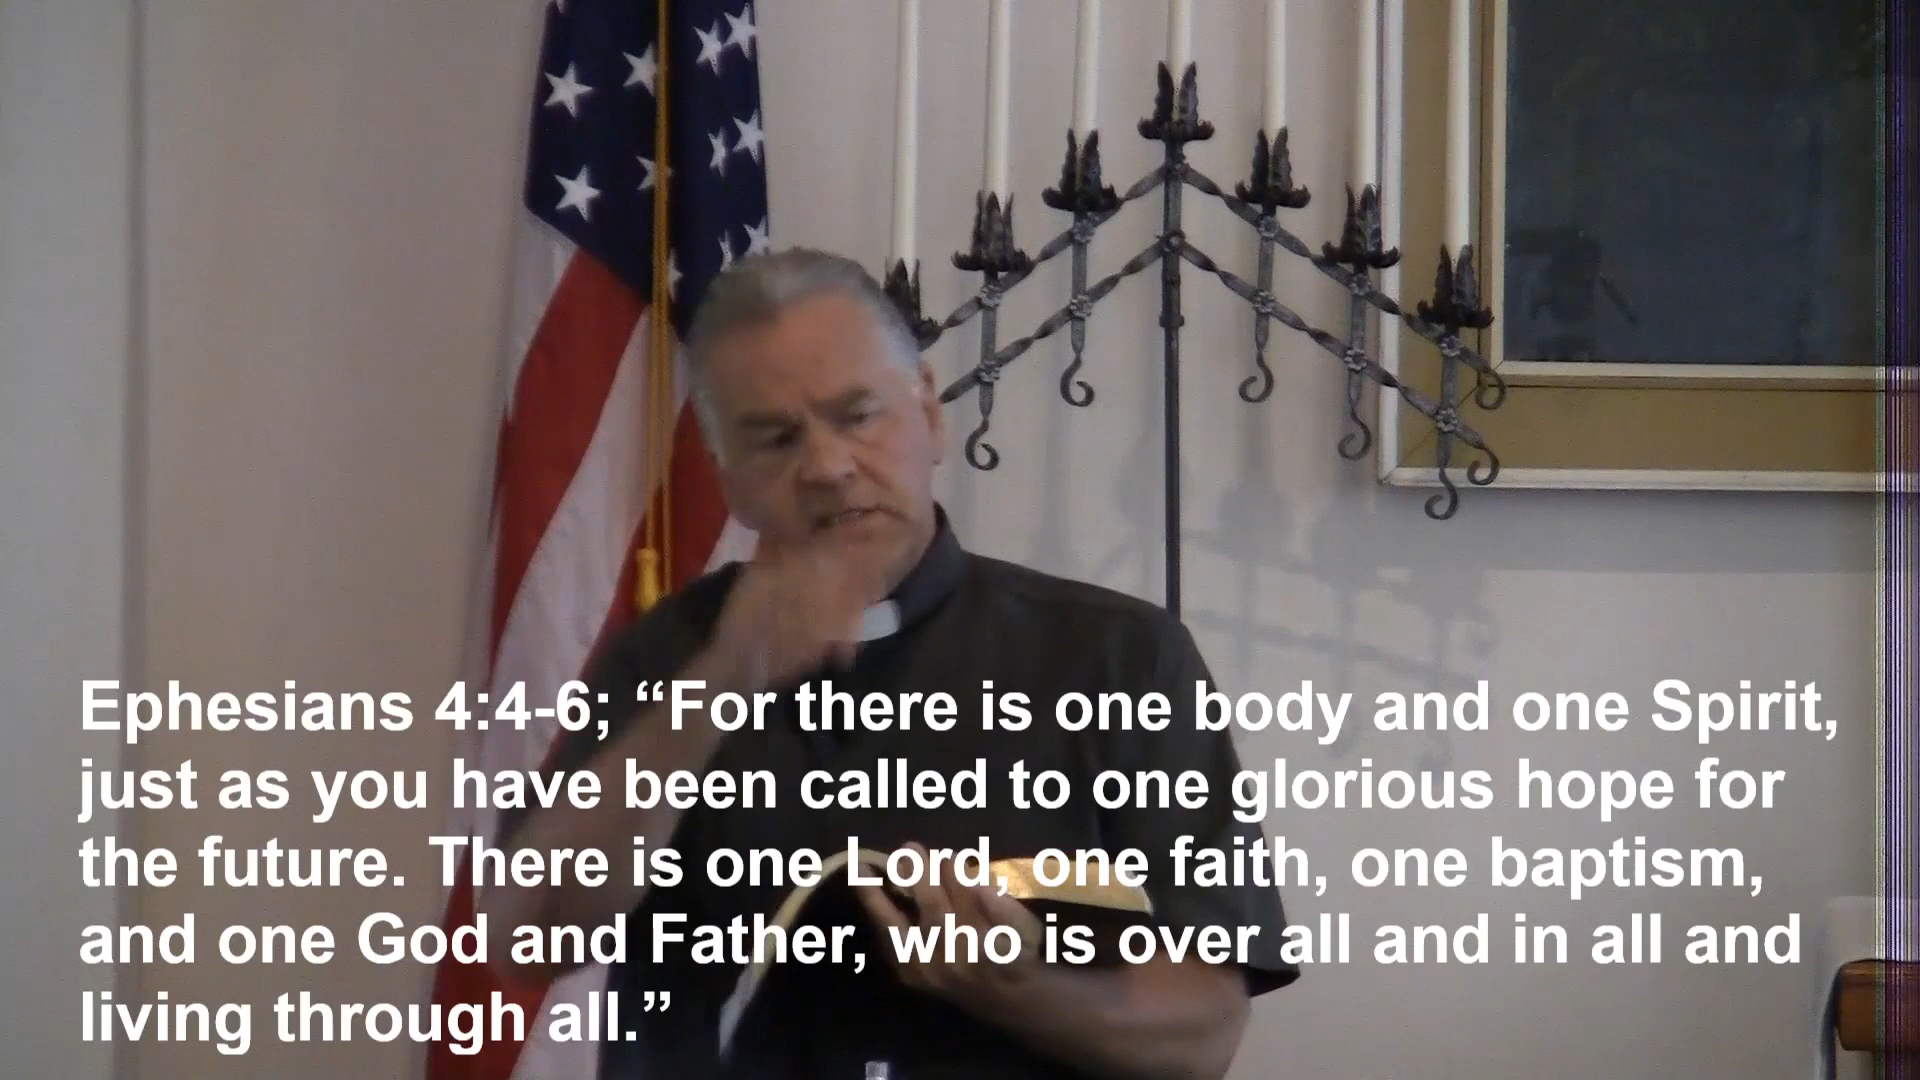 Ephesians 4:4-6; “For there is one body and one Spirit,
just as you have been called to one glorious hope for
the future. There is one Lord, one faith, one baptism,
and one God and Father, who is over all and in all and
living through all.”